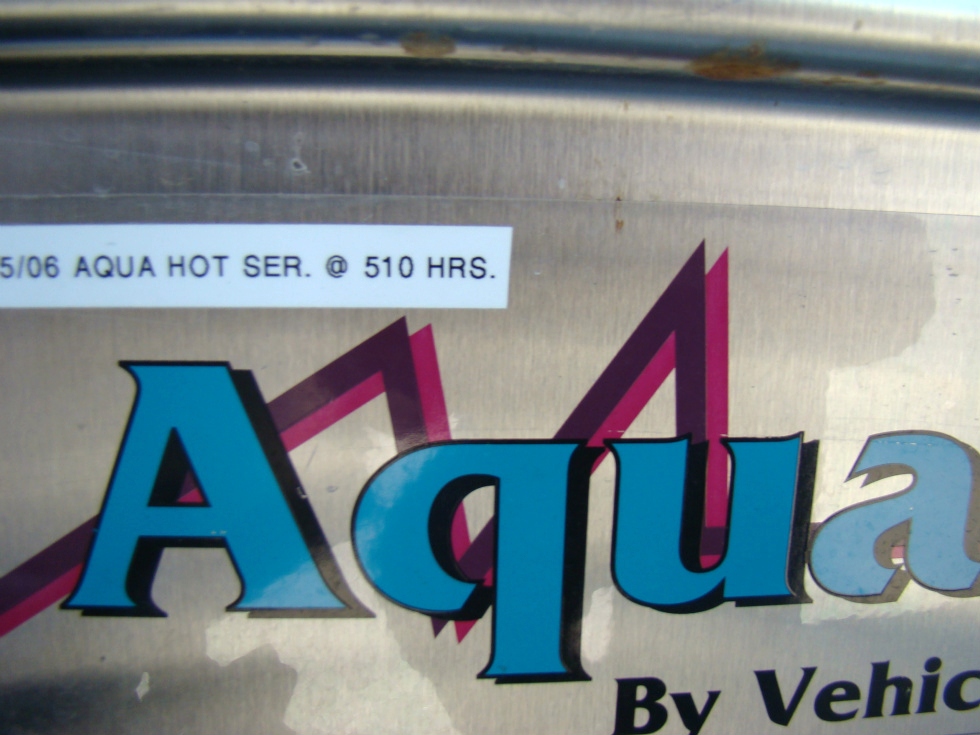 5/06 AQUA HOT SER. @ 510 HRS.
Aqua
By Vehic